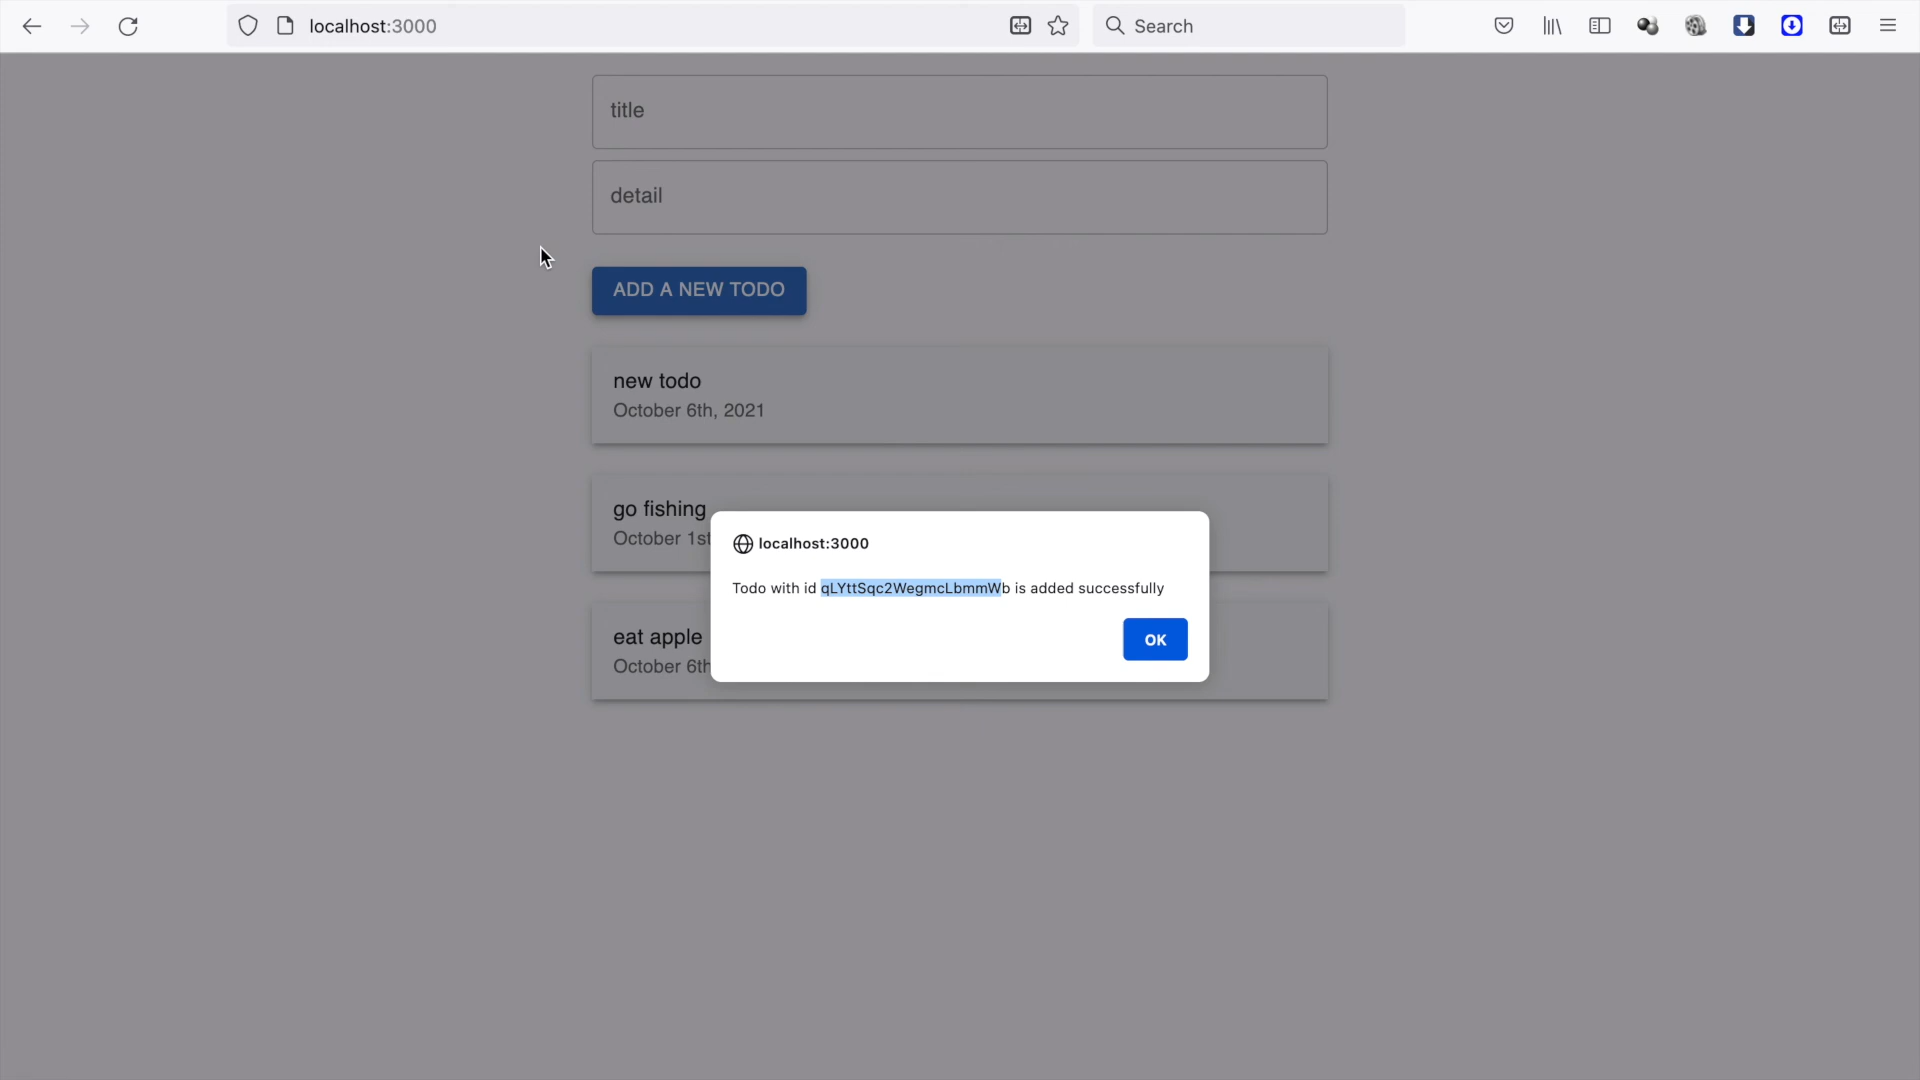 localhost:3000
Search
title
detail
ADD A NEW TODO
new todo
October 6th, 2021
go fishing
October 1st
localhost:3000
Todo with id qLYttSqc2WegmcLbmmWb is added successfully
OK
eat apple
October 6th